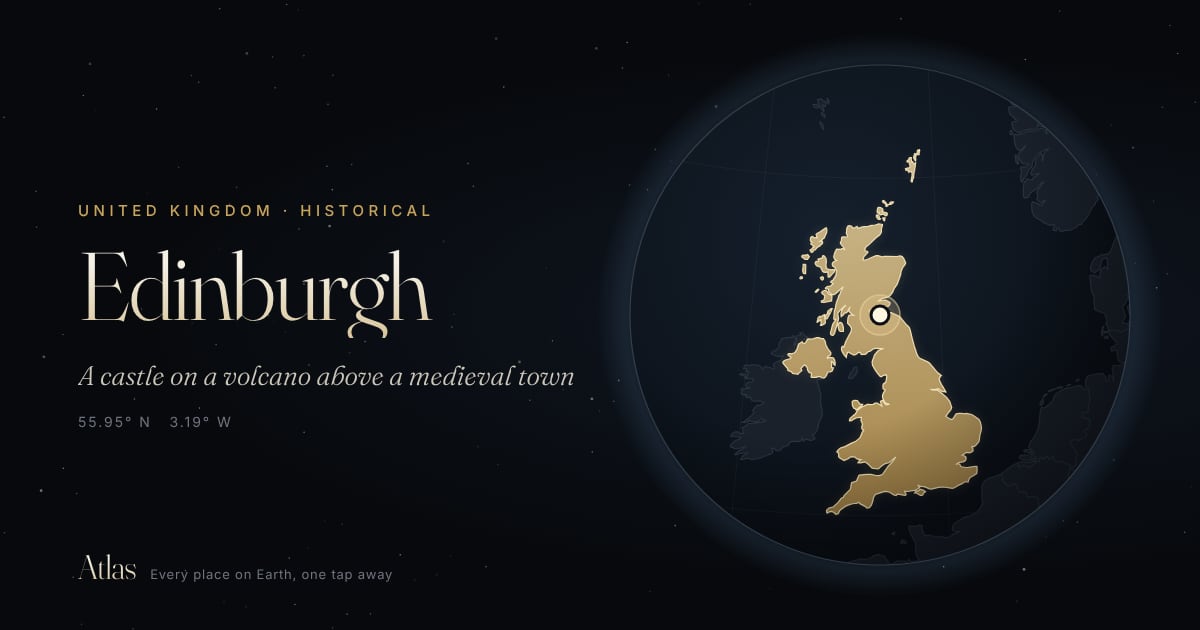 UNITED KINGDOM · HISTORICAL
Edinburgh
A castle on a volcano above a medieval town
55.95° N 3.19° W
Atlas Every place on Earth, one tap away